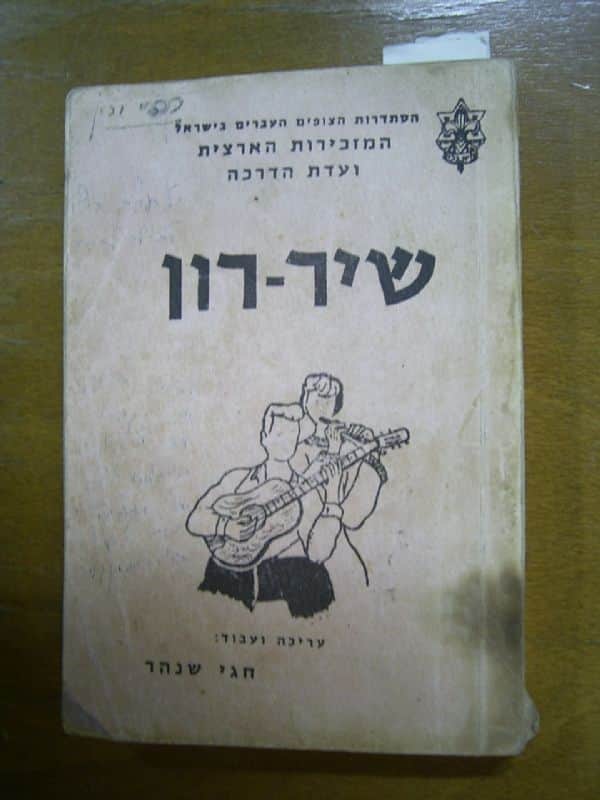 הסתדרות הצופים העברים בישראל
המזכירות הארצית
ועדת הדרכה
שיר-רון
עריכה ועבוד:
חגי שנהר